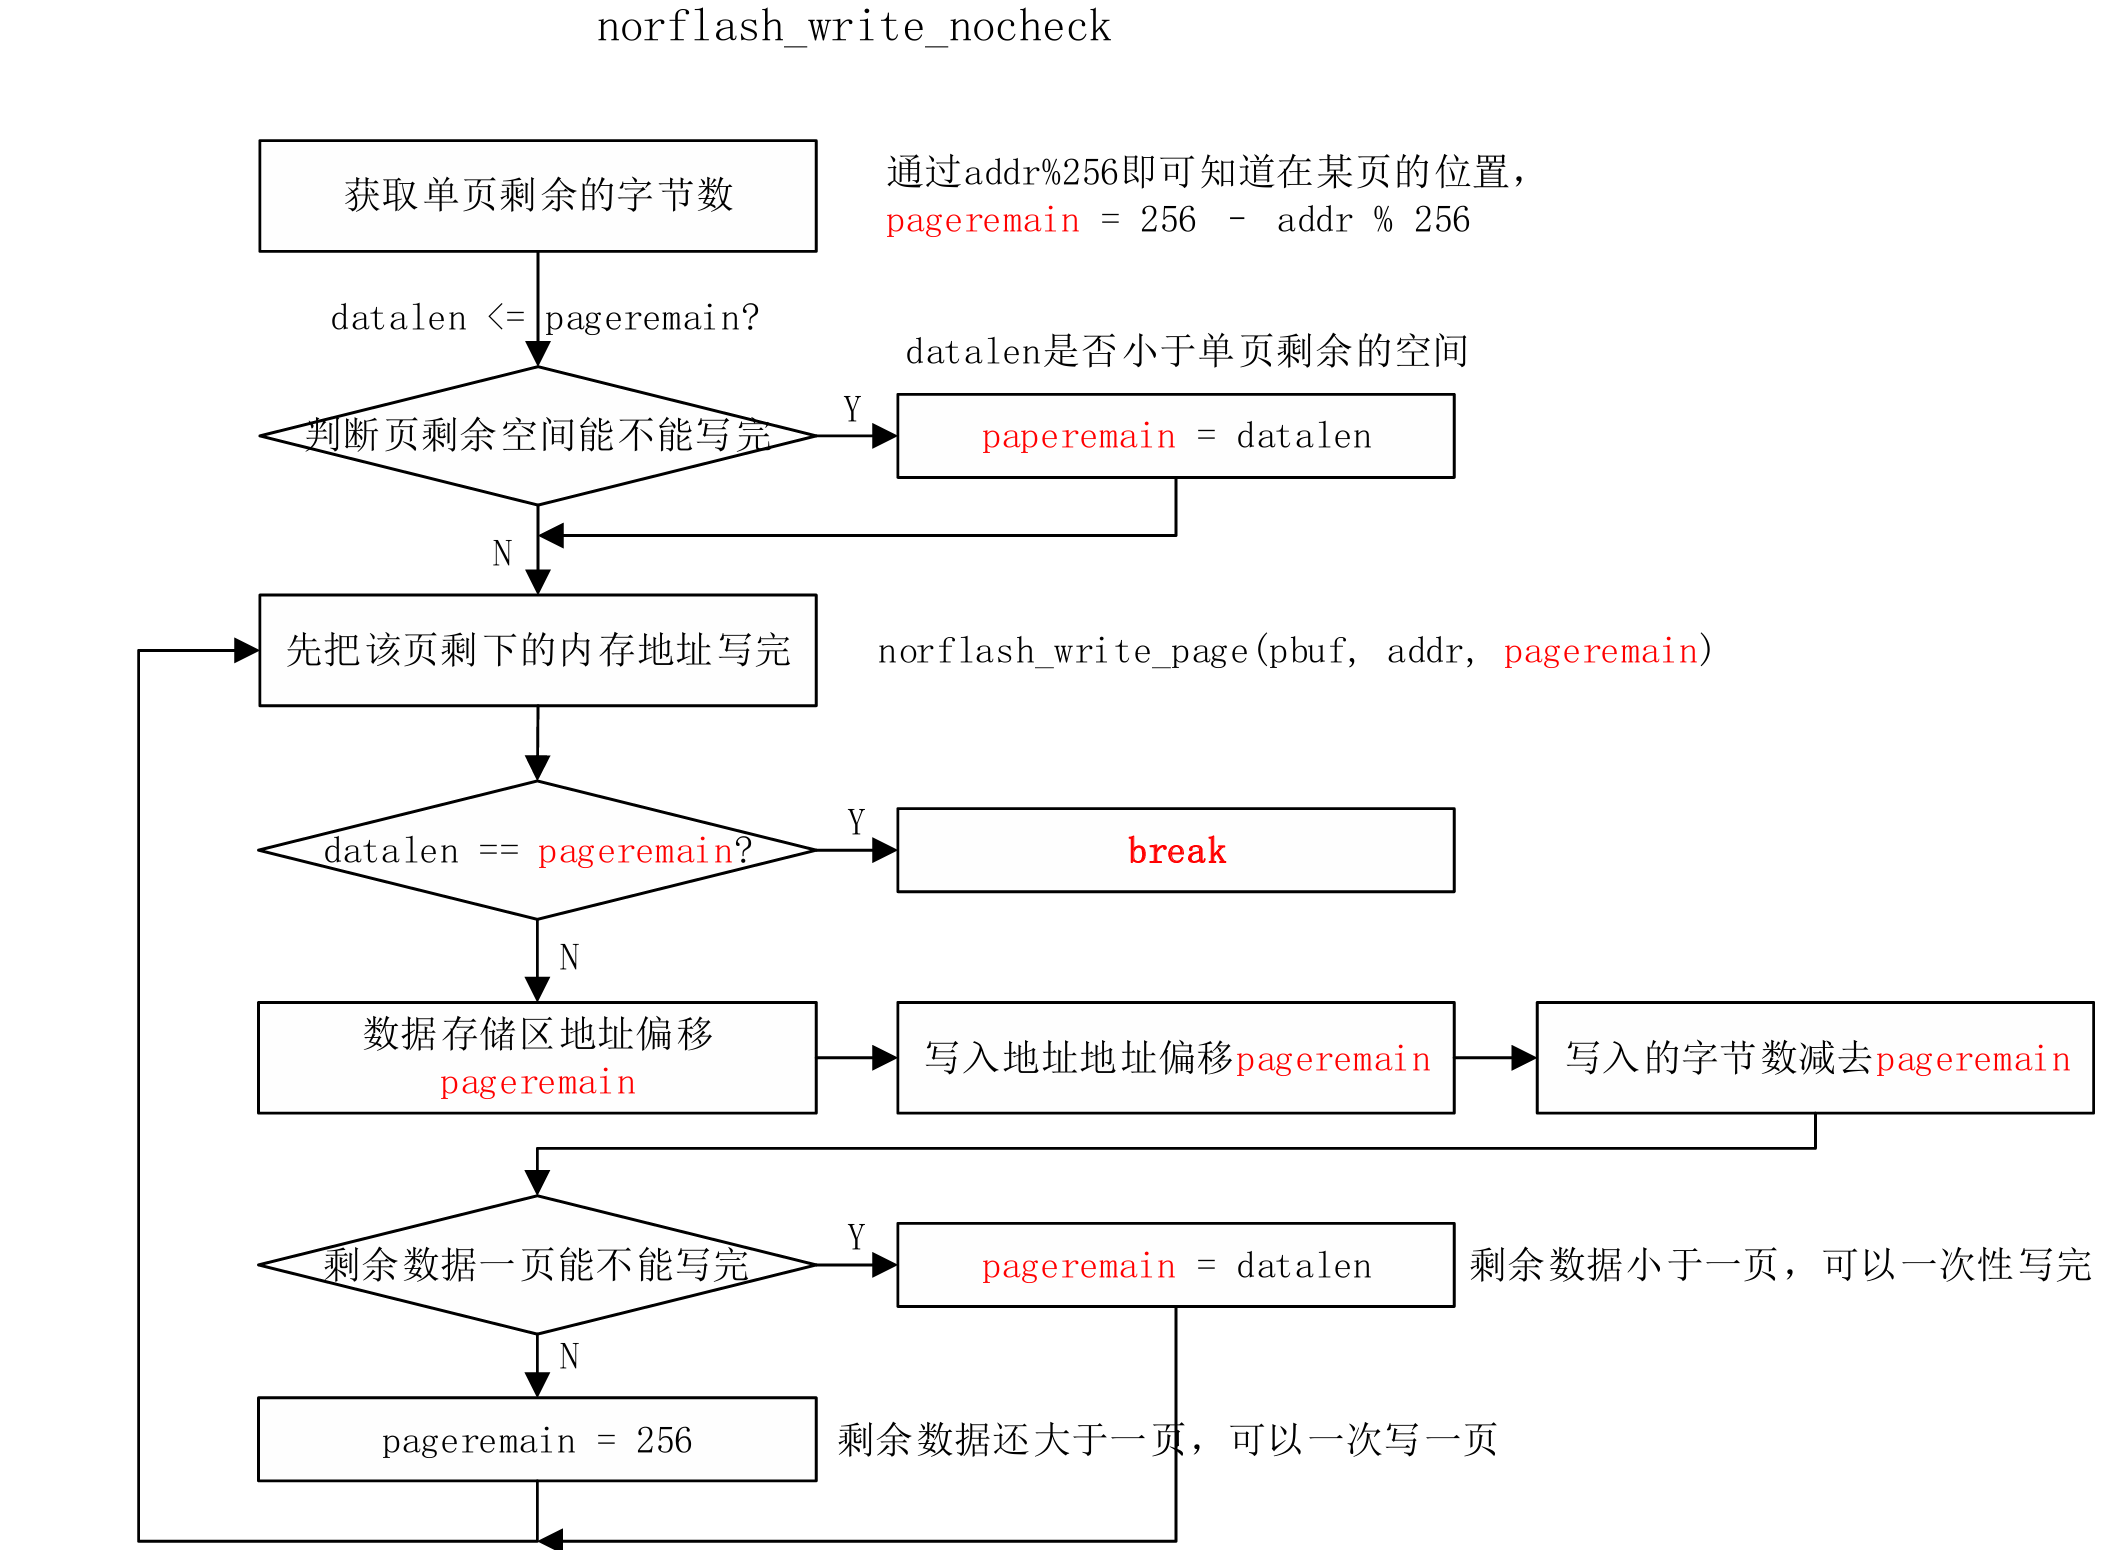 norflash_write_nocheck
获取单页剩余的字节数
通过addr%256即可知道在某页的位置，
pageremain = 256 - addr % 256
datalen <= pageremain?
datalen是否小于单页剩余的空间
判断页剩余空间能不能写完
Y
paperemain = datalen
N
先把该页剩下的内存地址写完
norflash_write_page(pbuf, addr, pageremain)
datalen == pageremain?
Y
break
N
数据存储区地址偏移
pageremain
写入地址地址偏移pageremain
写入的字节数减去pageremain
剩余数据一页能不能写完
Y
pageremain = datalen
剩余数据小于一页，可以一次性写完
N
pageremain = 256
剩余数据还大于一页，可以一次写一页